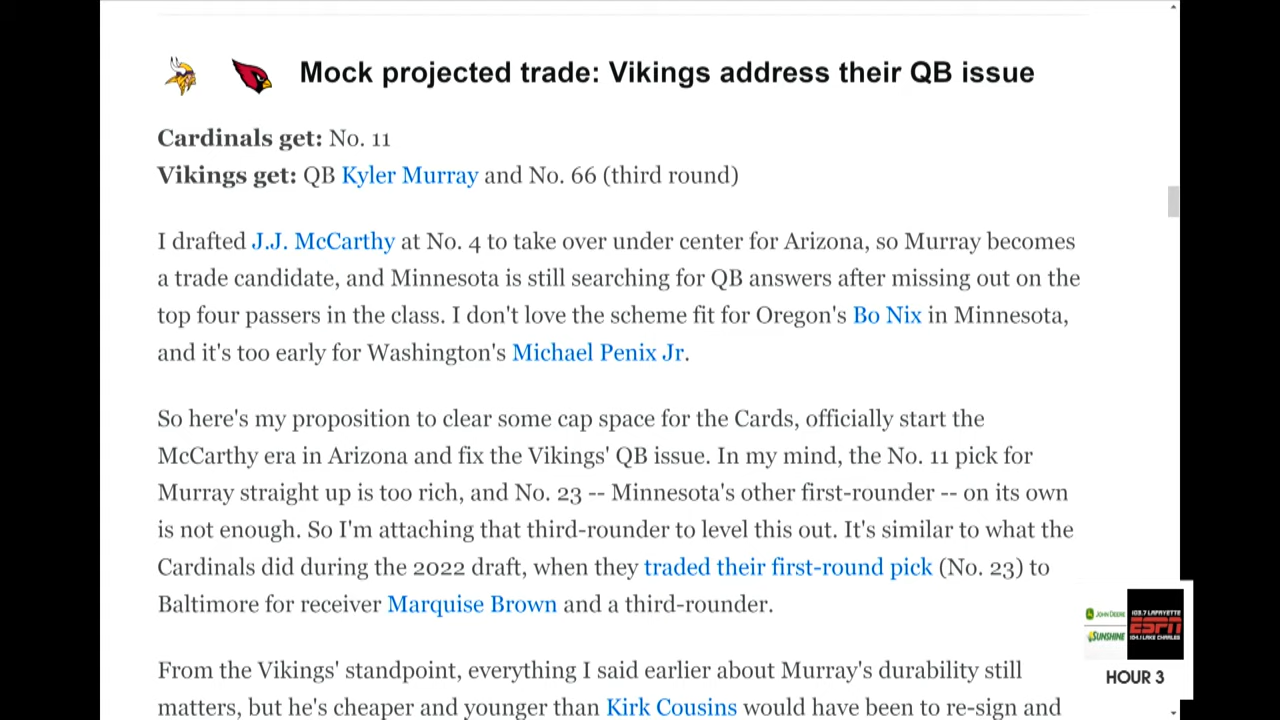 Mock projected trade: Vikings address their QB issue
Cardinals get: No. 11
Vikings get: QB Kyler Murray and No. 66 (third round)
I drafted J.J. McCarthy at No. 4 to take over under center for Arizona, so Murray becomes
a trade candidate, and Minnesota is still searching for QB answers after missing out on the
top four passers in the class. I don't love the scheme fit for Oregon's Bo Nix in Minnesota,
and it's too early for Washington's Michael Penix Jr.
So here's my proposition to clear some cap space for the Cards, officially start the
McCarthy era in Arizona and fix the Vikings' QB issue. In my mind, the No. 11 pick for
Murray straight up is too rich, and No. 23 -- Minnesota's other first-rounder -- on its own
is not enough. So I'm attaching that third-rounder to level this out. It's similar to what the
Cardinals did during the 2022 draft, when they traded their first-round pick (No. 23) to
Baltimore for receiver Marquise Brown and a third-rounder.
From the Vikings' standpoint, everything I said earlier about Murray's durability still
matters, but he's cheaper and younger than Kirk Cousins would have been to re-sign and
JOHN DEERE
SUNSHINE
103.7 LAFAYETTE
ESPN
104.1 LAKE CHARLES
HOUR 3